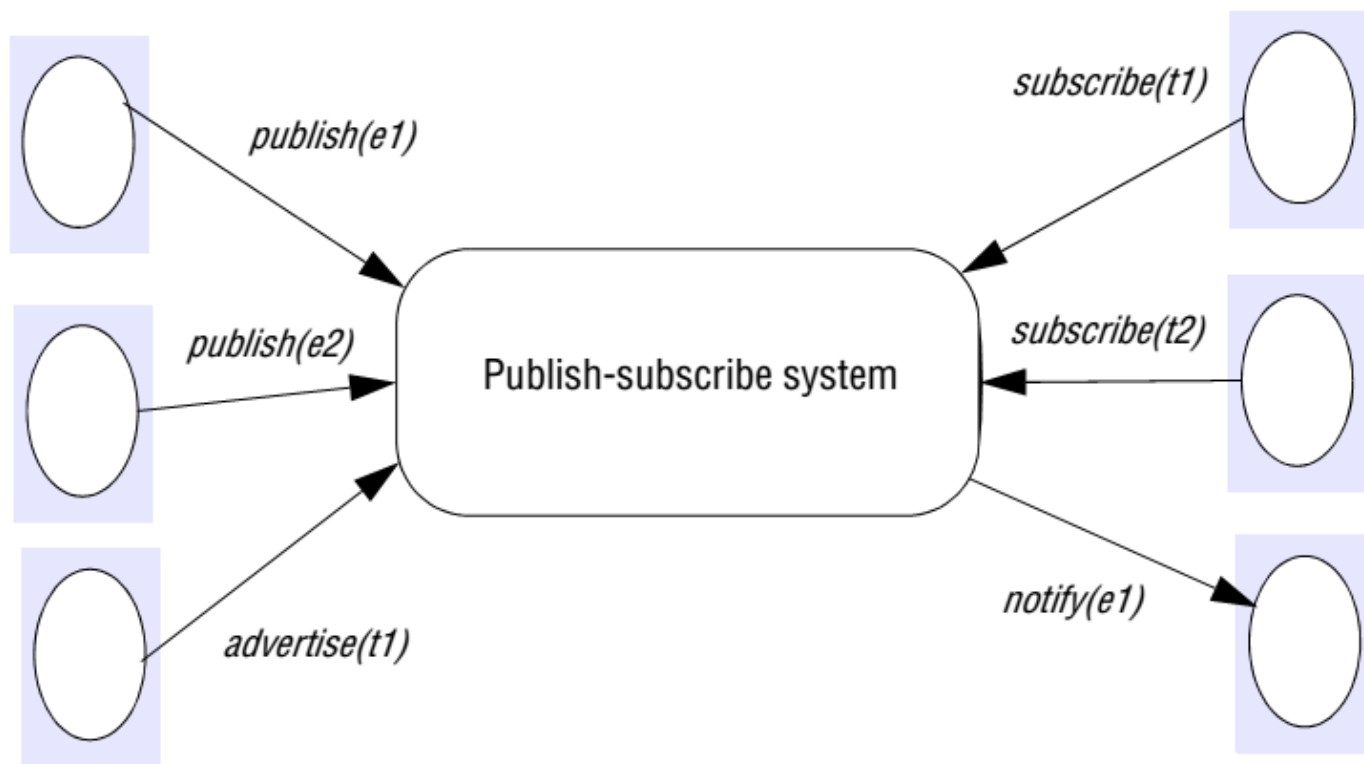 subscribe(t1)
publish(e1)
publish(e2)
subscribe(t2)
Publish-subscribe system
notify(e1)
advertise(t1)